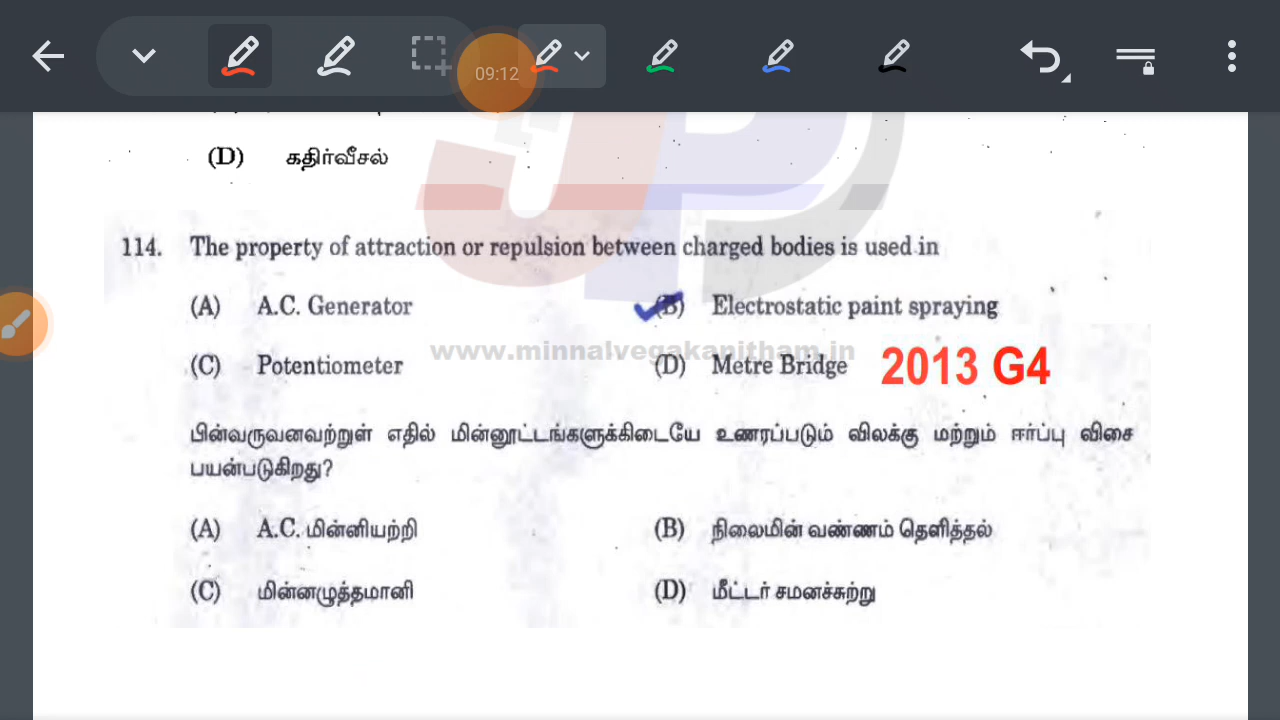 09:12
(D) கதிர்வீசல்
114. The property of attraction or repulsion between charged bodies is used in
(A) A.C. Generator (B) Electrostatic paint spraying
www.minnalvegakanitham.in
(C) Potentiometer (D) Metre Bridge 2013 G4
பின்வருவனவற்றுள் எதில் மின்னூட்டங்களுக்கிடையே உணரப்படும் விலக்கு மற்றும் ஈர்ப்பு விசை
பயன்படுகிறது?
(A) A.C. மின்னியற்றி (B) நிலைமின் வண்ணம் தெளித்தல்
(C) மின்னழுத்தமானி (D) மீட்டர் சமனச்சுற்று